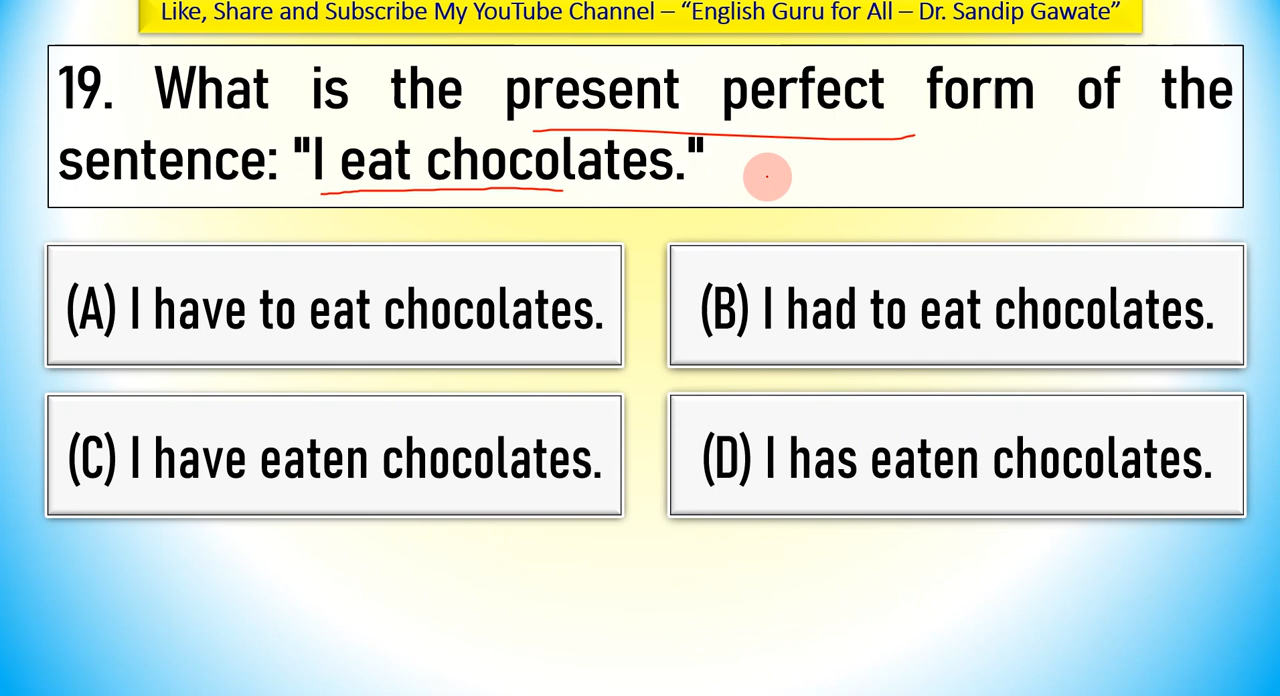 Like, Share and Subscribe My YouTube Channel – “English Guru for All – Dr. Sandip Gawate”
19. What is the present perfect form of the
sentence: "I eat chocolates."
(A) I have to eat chocolates.
(B) I had to eat chocolates.
(C) I have eaten chocolates.
(D) I has eaten chocolates.